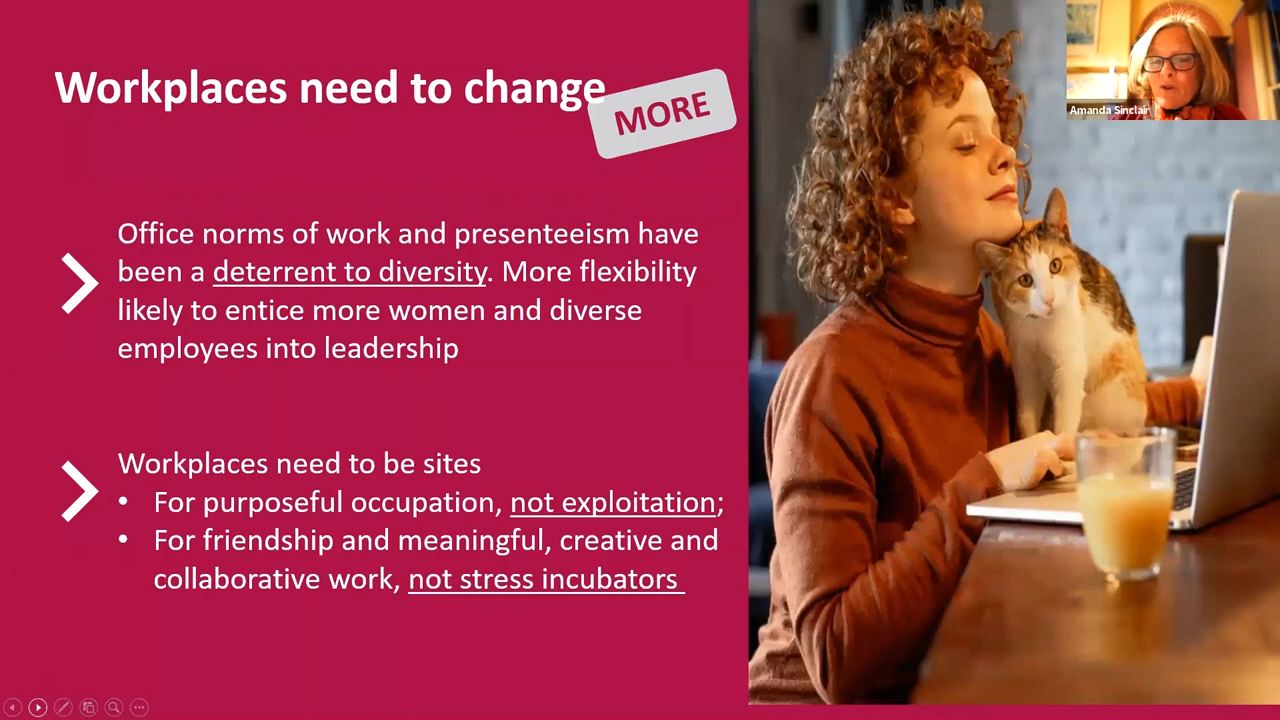 Workplaces need to change
MORE
Office norms of work and presenteeism have
been a deterrent to diversity. More flexibility
likely to entice more women and diverse
employees into leadership
Workplaces need to be sites
• For purposeful occupation, not exploitation;
• For friendship and meaningful, creative and
collaborative work, not stress incubators
Amanda Sinclair